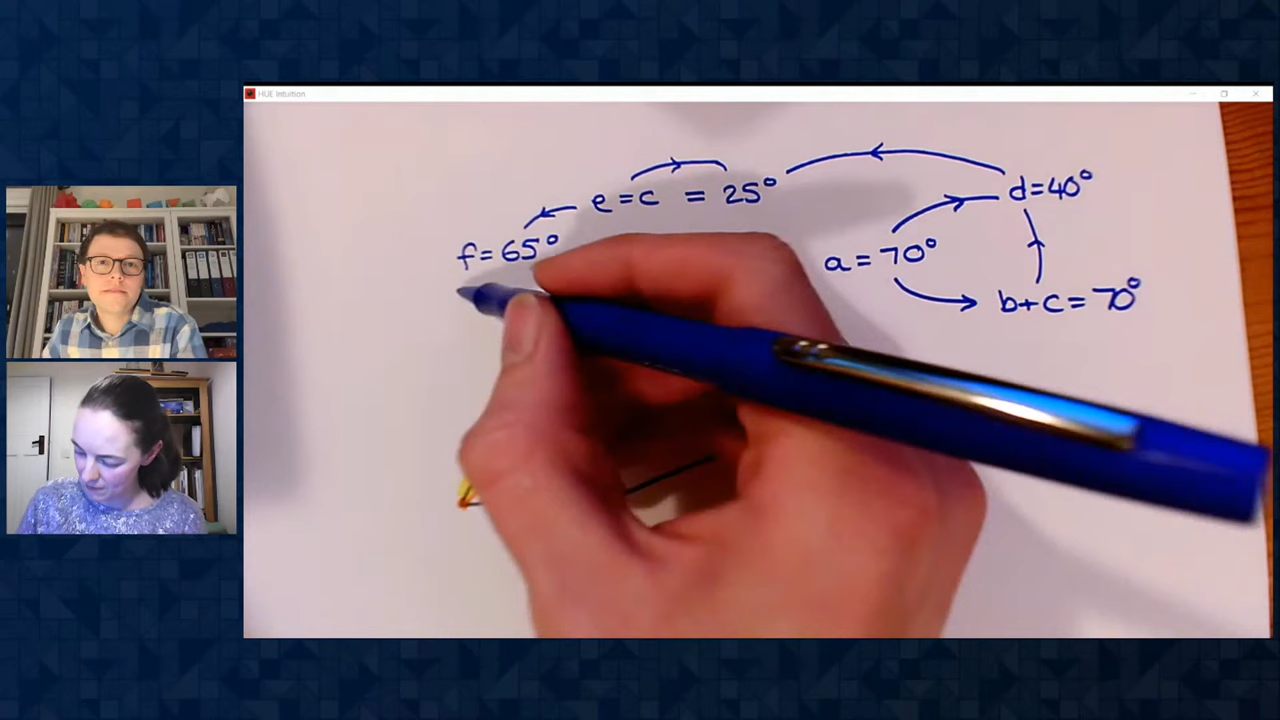 HUE Intuition
e=c = 25°
d=40°
f=65°
a=70°
b+c=70°